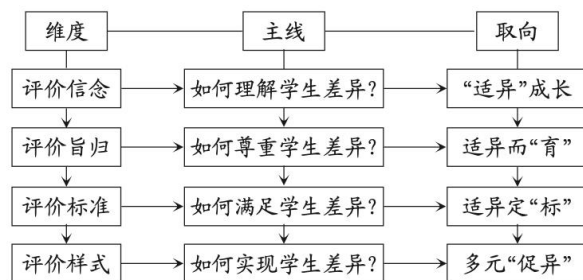 维度 主线 取向
评价信念 如何理解学生差异? “适异”成长
评价旨归 如何尊重学生差异? 适异而“育”
评价标准 如何满足学生差异? 适异定“标”
评价样式 如何实现学生差异? 多元“促异”